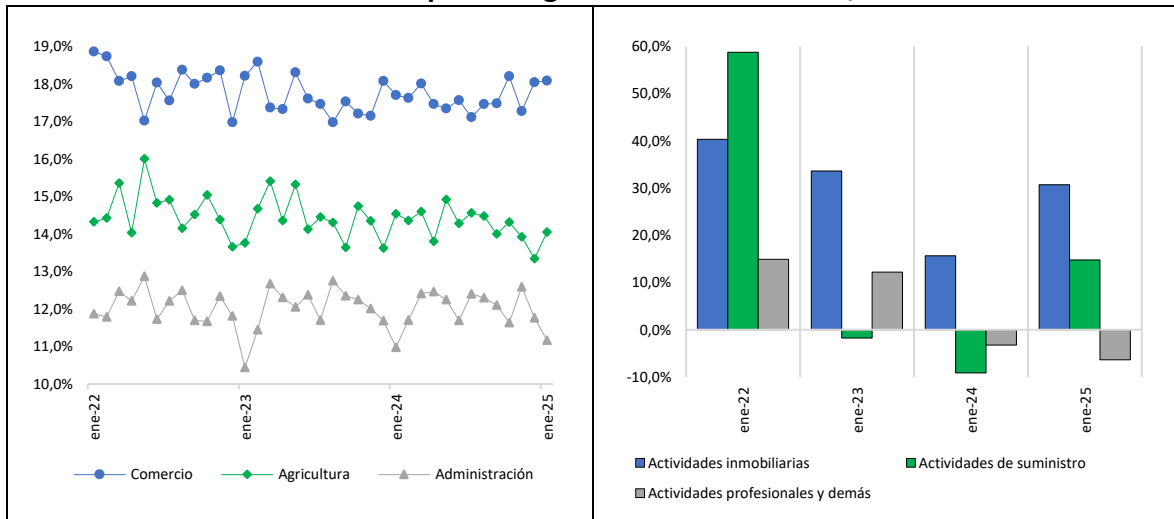 19,0%
18,0%
17,0%
16,0%
15,0%
14,0%
13,0%
12,0%
11,0%
10,0%
ene-22
ene-23
ene-24
ene-25
Comercio
Agricultura
Administración
60,0%
50,0%
40,0%
30,0%
20,0%
10,0%
0,0%
-10,0%
ene-22
ene-23
ene-24
ene-25
Actividades inmobiliarias
Actividades de suministro
Actividades profesionales y demás